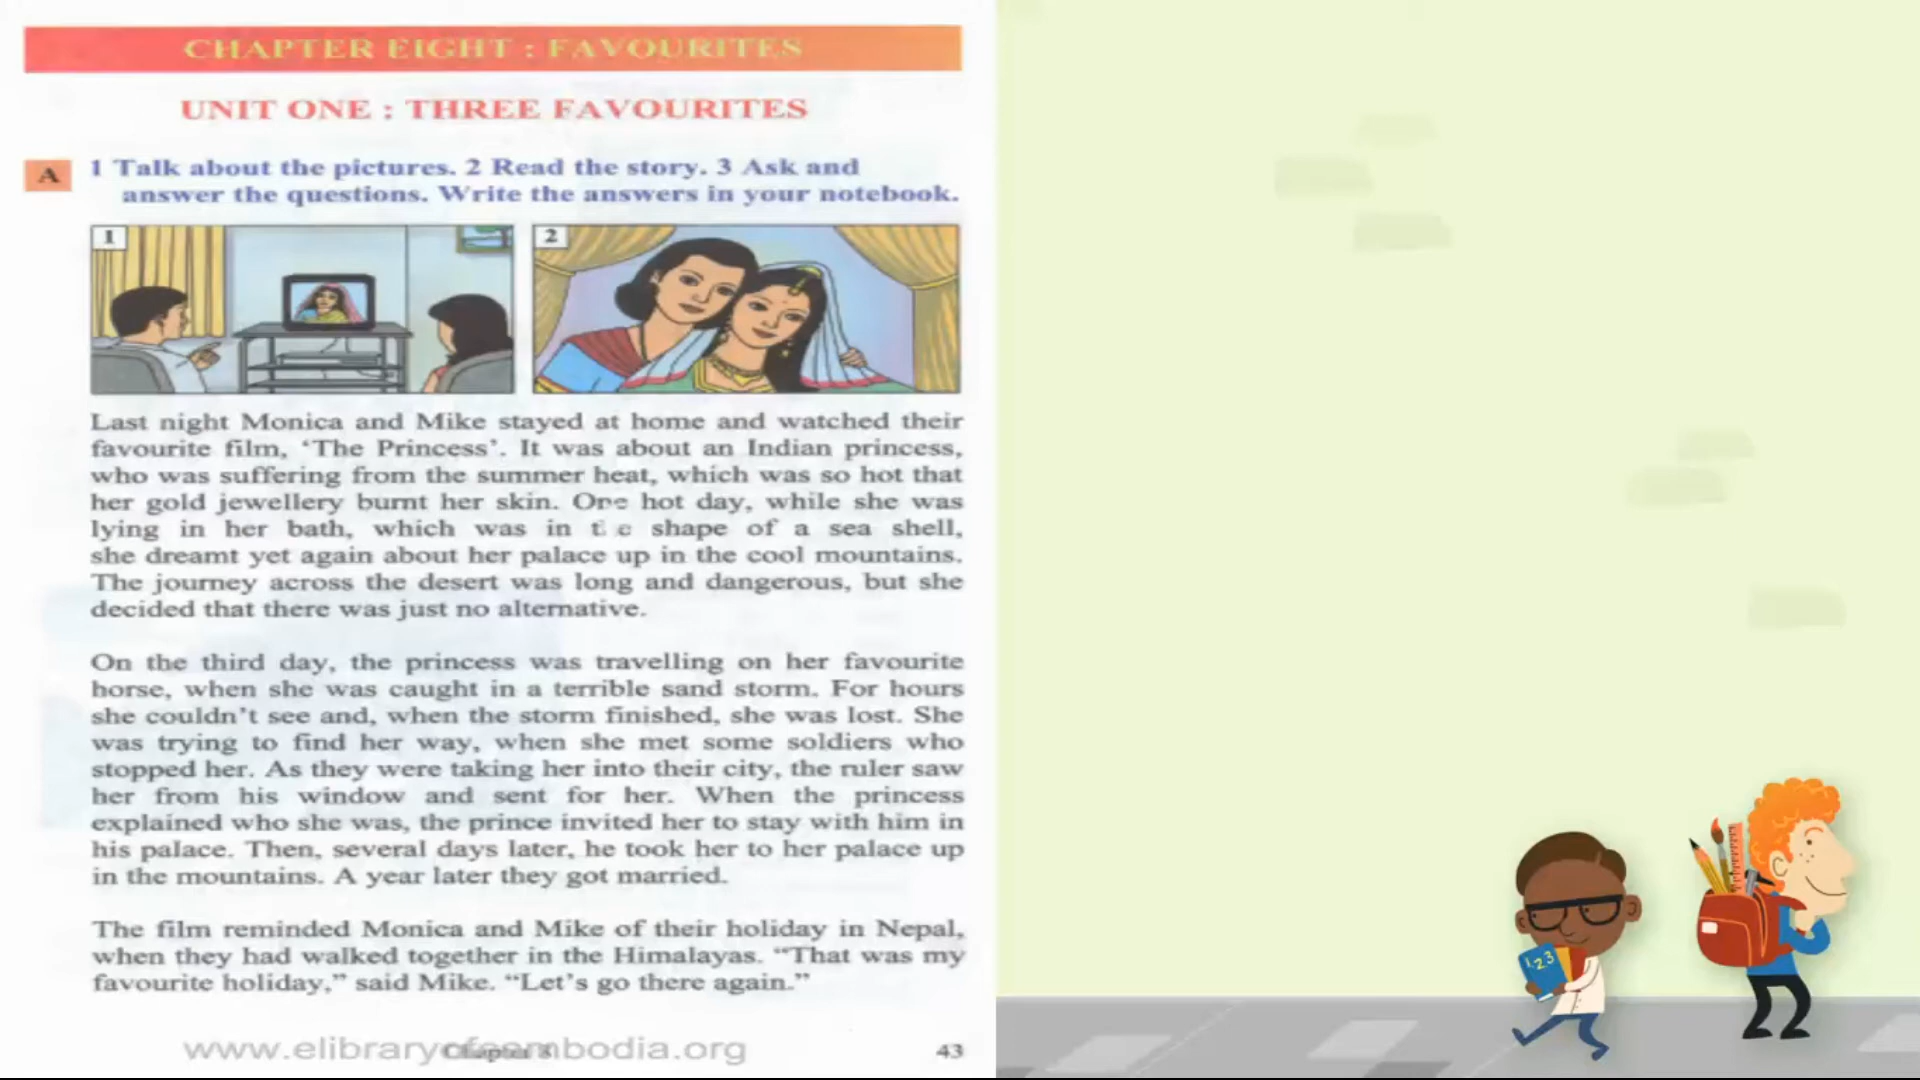 CHAPTER EIGHT : FAVOURITES
UNIT ONE : THREE FAVOURITES
A
1 Talk about the pictures. 2 Read the story. 3 Ask and
answer the questions. Write the answers in your notebook.
1
2
Last night Monica and Mike stayed at home and watched their
favourite film, ‘The Princess’. It was about an Indian princess,
who was suffering from the summer heat, which was so hot that
her gold jewellery burnt her skin. One hot day, while she was
lying in her bath, which was in the shape of a sea shell,
she dreamt yet again about her palace up in the cool mountains.
The journey across the desert was long and dangerous, but she
decided that there was just no alternative.
On the third day, the princess was travelling on her favourite
horse, when she was caught in a terrible sand storm. For hours
she couldn’t see and, when the storm finished, she was lost. She
was trying to find her way, when she met some soldiers who
stopped her. As they were taking her into their city, the ruler saw
her from his window and sent for her. When the princess
explained who she was, the prince invited her to stay with him in
his palace. Then, several days later, he took her to her palace up
in the mountains. A year later they got married.
The film reminded Monica and Mike of their holiday in Nepal,
when they had walked together in the Himalayas. “That was my
favourite holiday,” said Mike. “Let’s go there again.”
www.elibraryofcambodia.org
Chapter 8
43
1.2.3